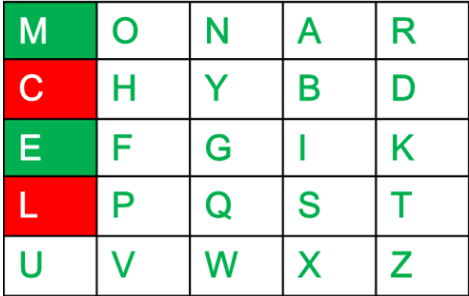 M O N A R
C H Y B D
E F G I K
L P Q S T
U V W X Z